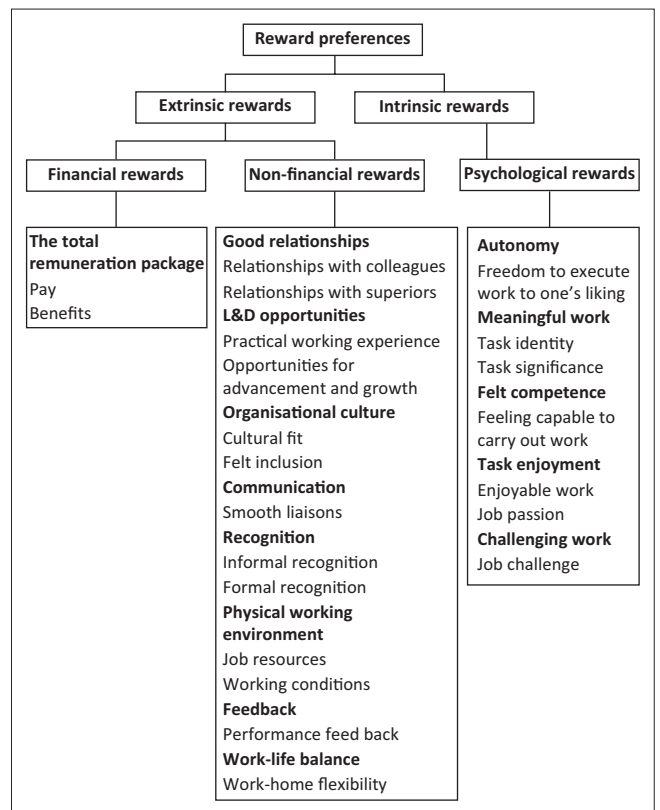 Reward preferences
Extrinsic rewards
Intrinsic rewards
Financial rewards
Non-financial rewards
Psychological rewards
The total
remuneration package
Pay
Benefits
Good relationships
Relationships with colleagues
Relationships with superiors
L&D opportunities
Practical working experience
Opportunities for
advancement and growth
Organisational culture
Cultural fit
Felt inclusion
Communication
Smooth liaisons
Recognition
Informal recognition
Formal recognition
Physical working
environment
Job resources
Working conditions
Feedback
Performance feed back
Work-life balance
Work-home flexibility
Autonomy
Freedom to execute
work to one’s liking
Meaningful work
Task identity
Task significance
Felt competence
Feeling capable to
carry out work
Task enjoyment
Enjoyable work
Job passion
Challenging work
Job challenge